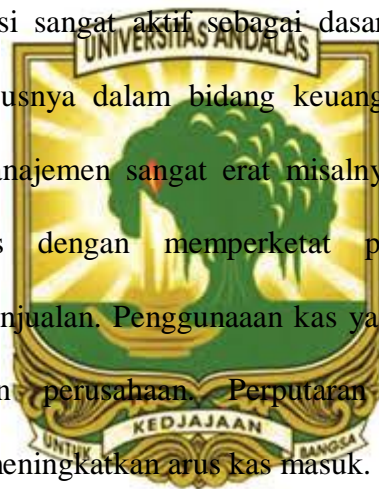 si sangat aktif sebagai dasar
UNIVERSITAS ANDALAS
usnya dalam bidang keuang
anajemen sangat erat misalny
s dengan memperketat p
njualan. Penggunaaan kas ya
n perusahaan. Perputaran
UNTUK KEDJAJAAN BANGSA
meningkatkan arus kas masuk.